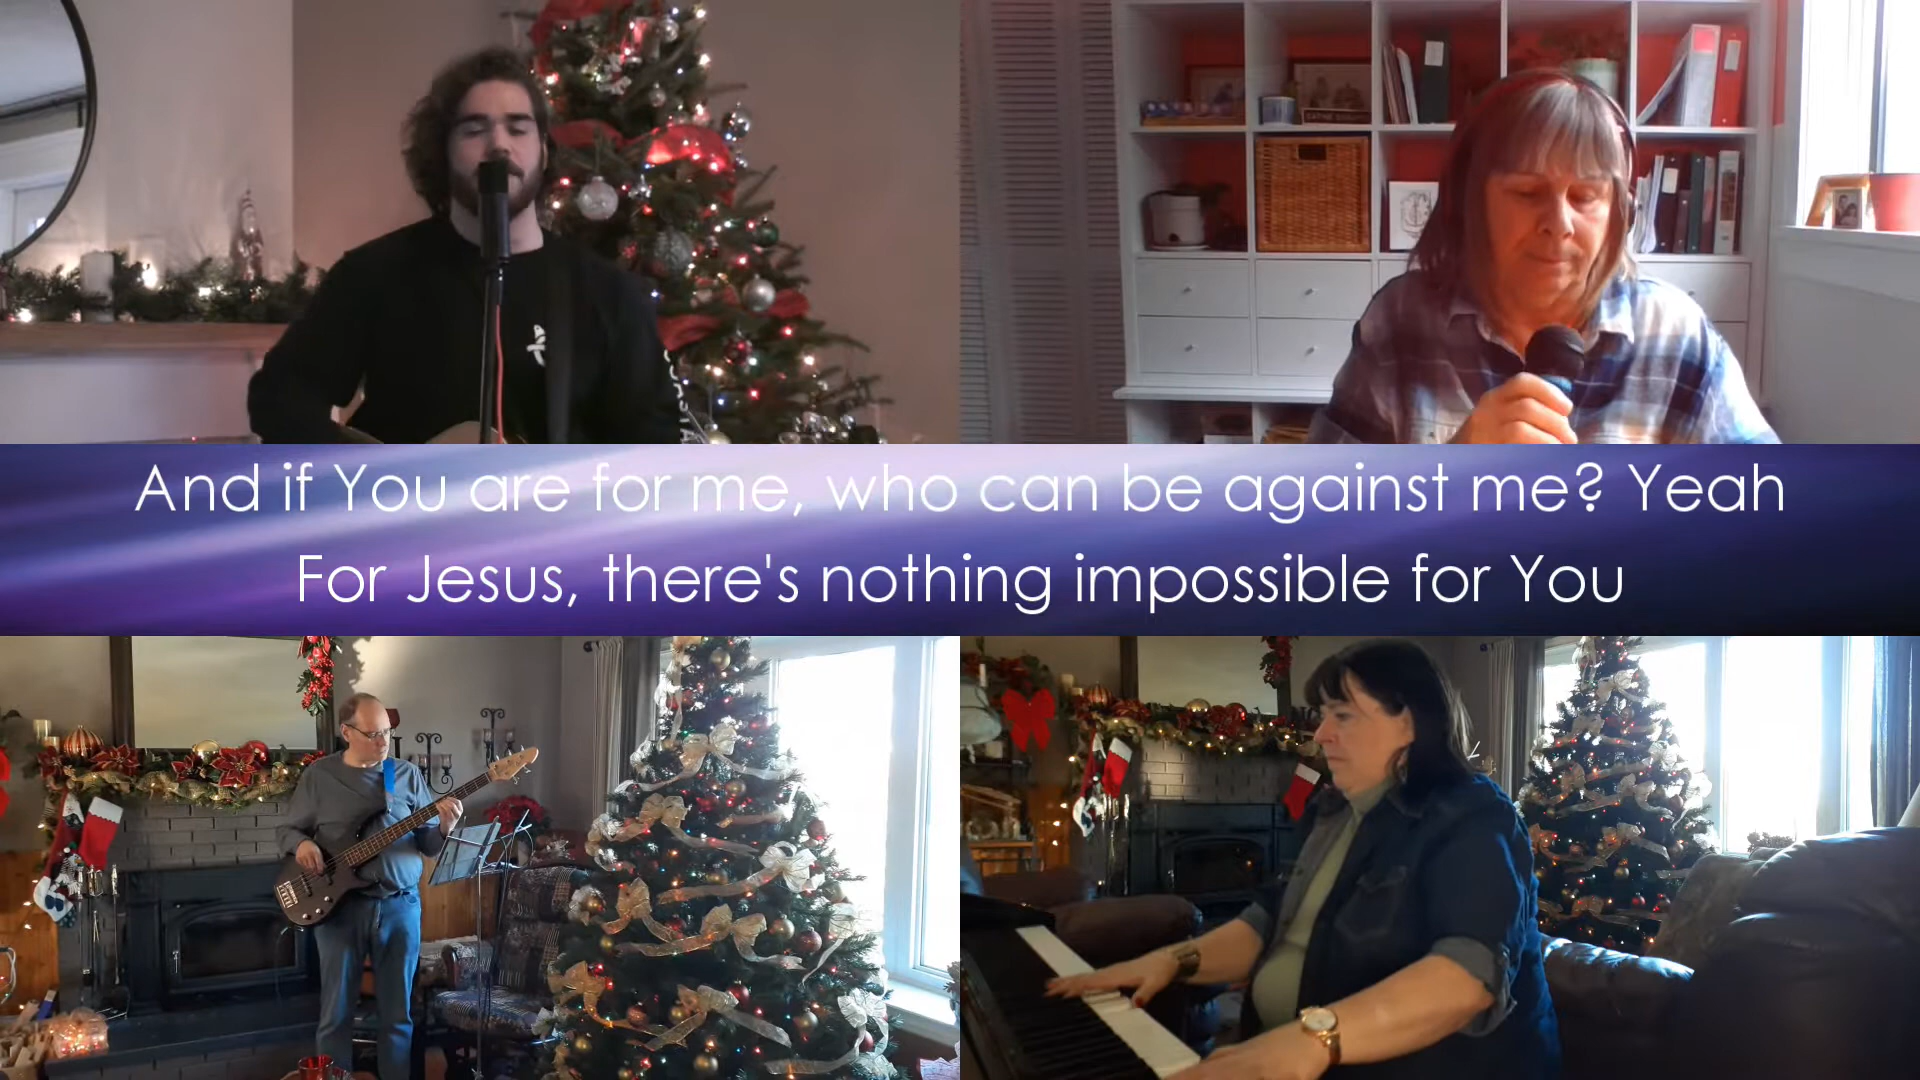 And if You are for me, who can be against me? Yeah
For Jesus, there's nothing impossible for You